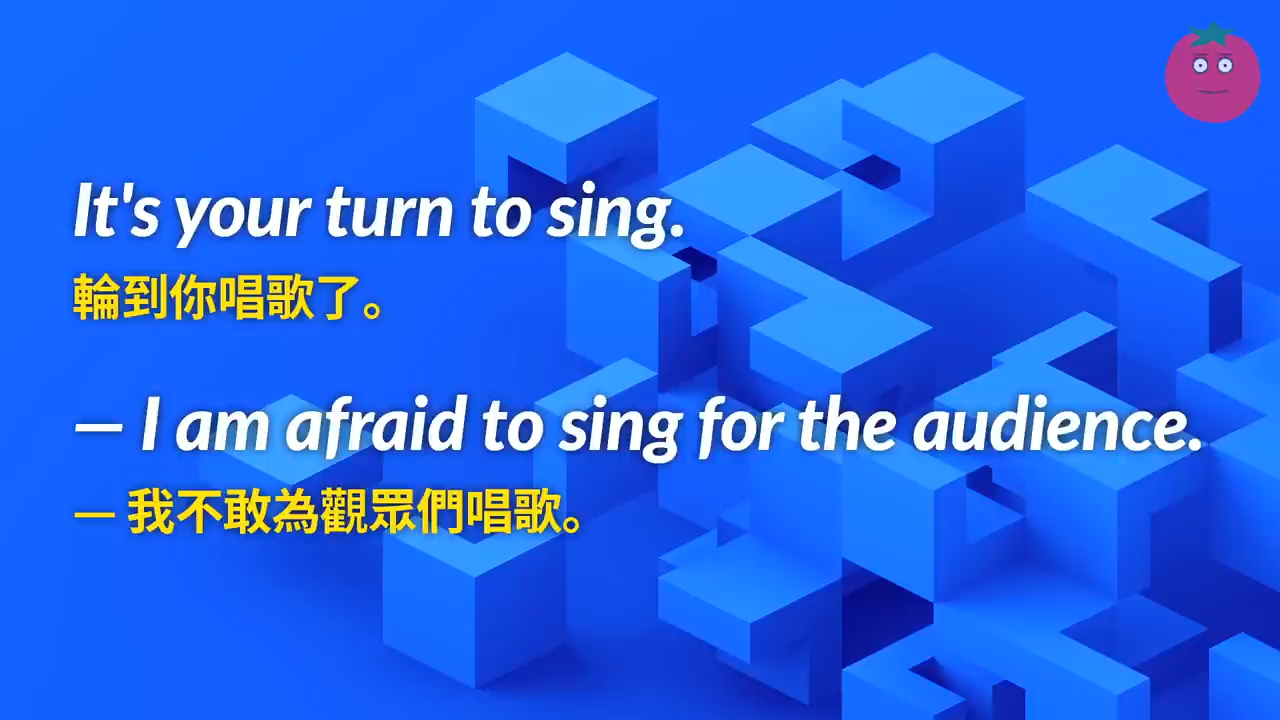 It's your turn to sing.
輪到你唱歌了。
— I am afraid to sing for the audience.
— 我不敢為觀眾們唱歌。